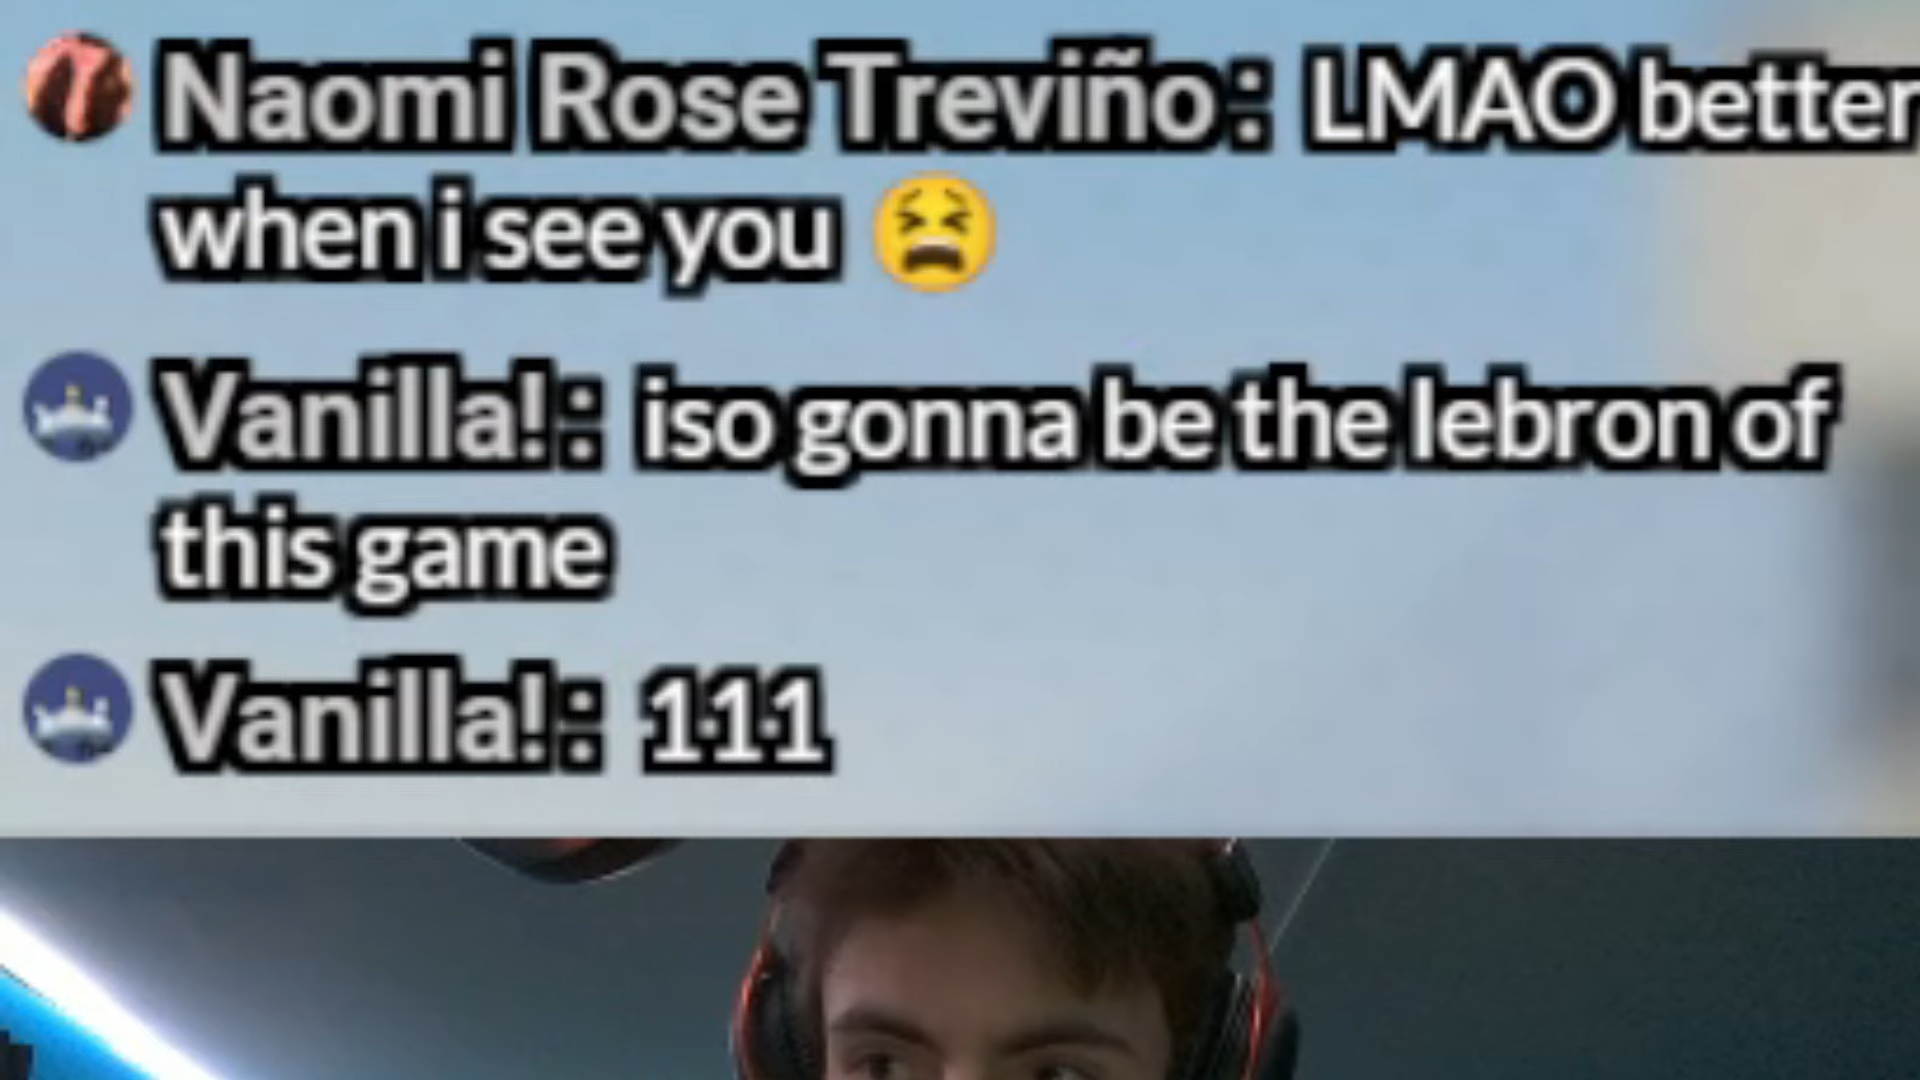 Naomi Rose Treviño: LMAO better
when i see you 😫
Vanilla!: iso gonna be the lebron of
this game
Vanilla!: 111